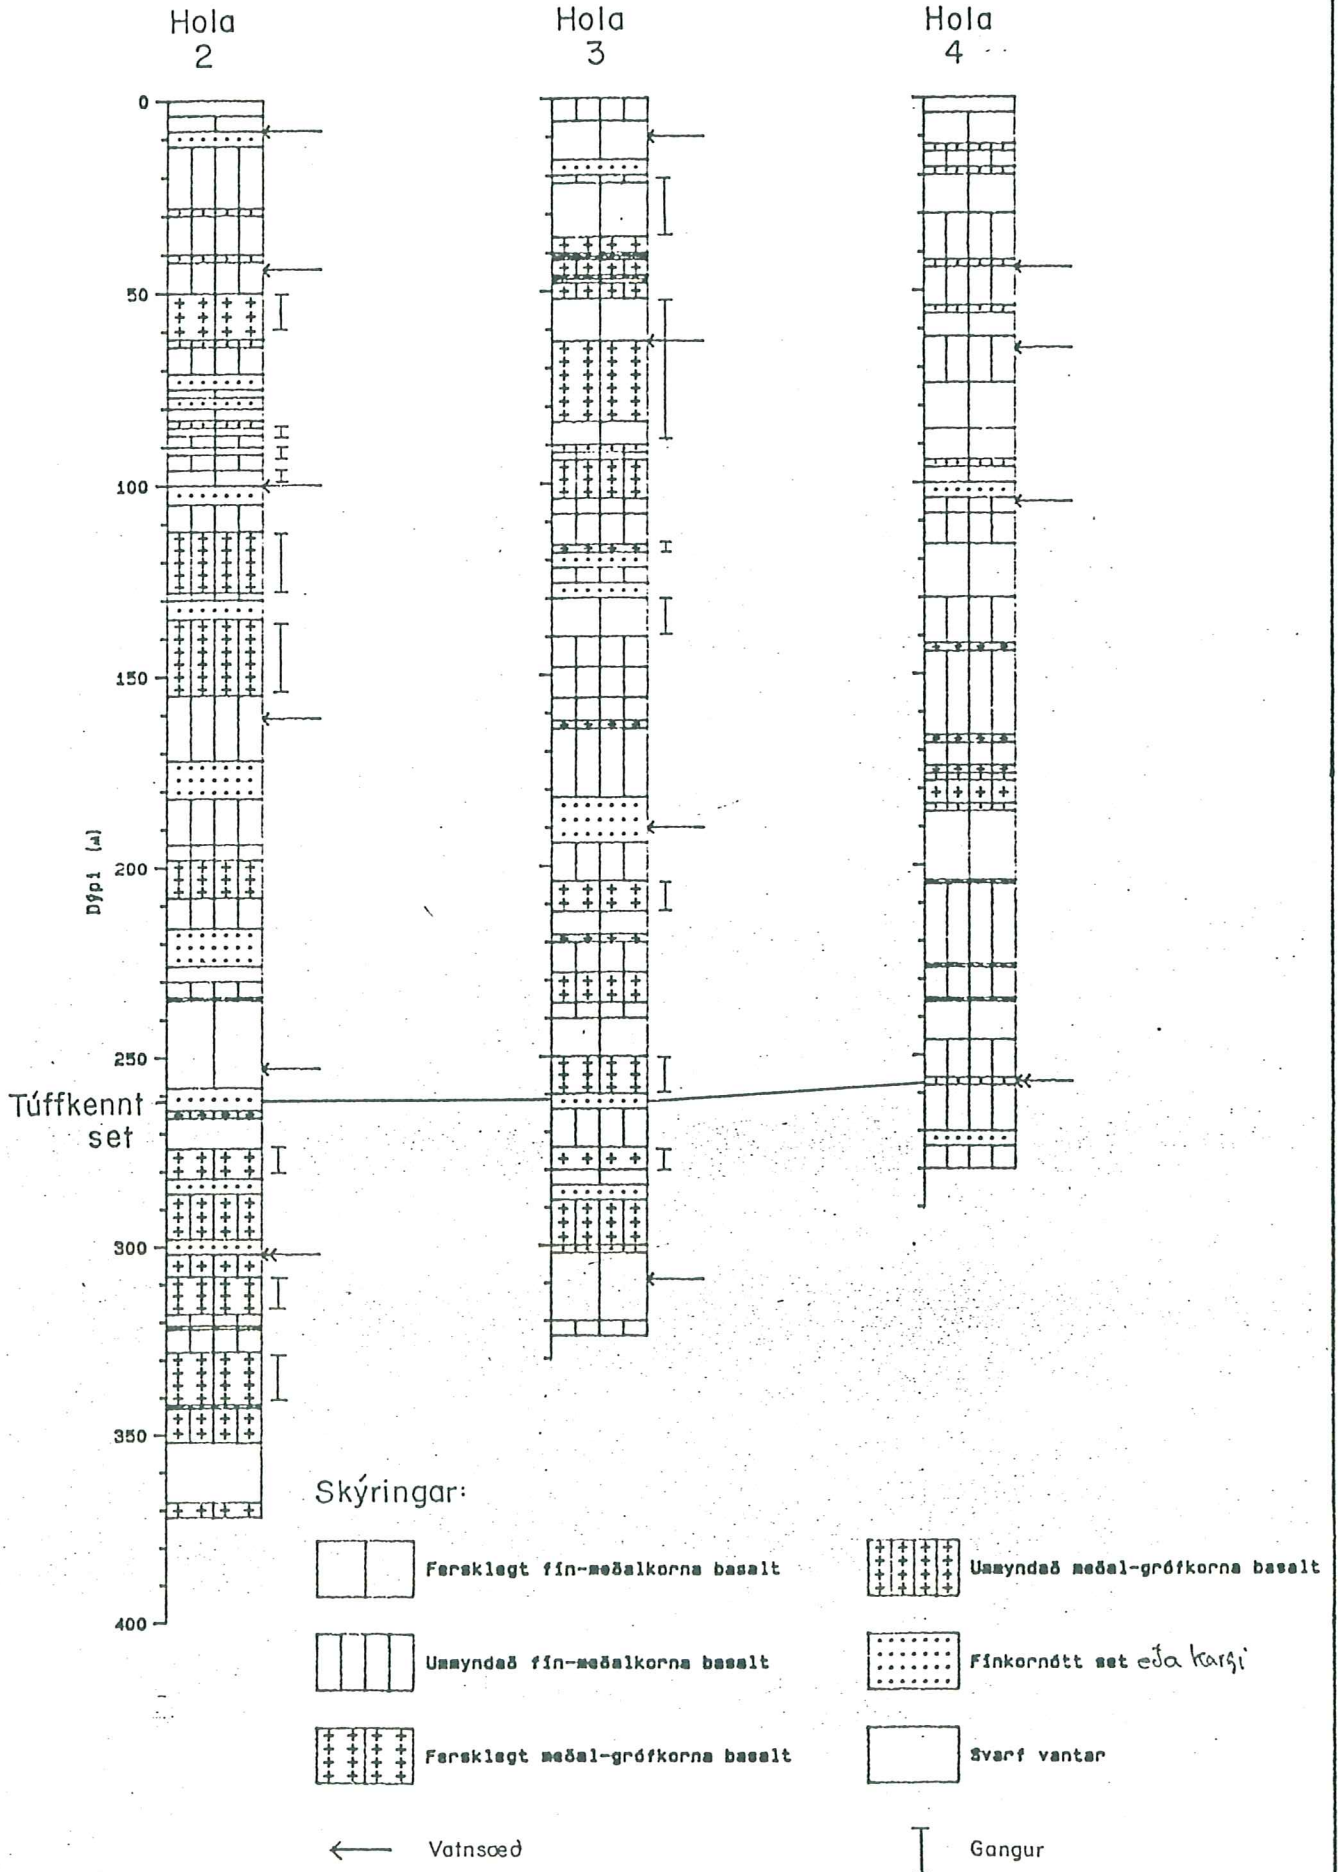 Hola
2
Hola
3
Hola
4
0
50
100
150
200
250
300
350
400
Dýpi (m)
Túffkennt
set
Skýringar:
Fersklegt fín-meðalkorna basalt
Ummyndað fín-meðalkorna basalt
Fersklegt meðal-grófkorna basalt
Vatnsæð
Ummyndað meðal-grófkorna basalt
Fínkornótt set eða kargi
Svarf vantar
Gangur